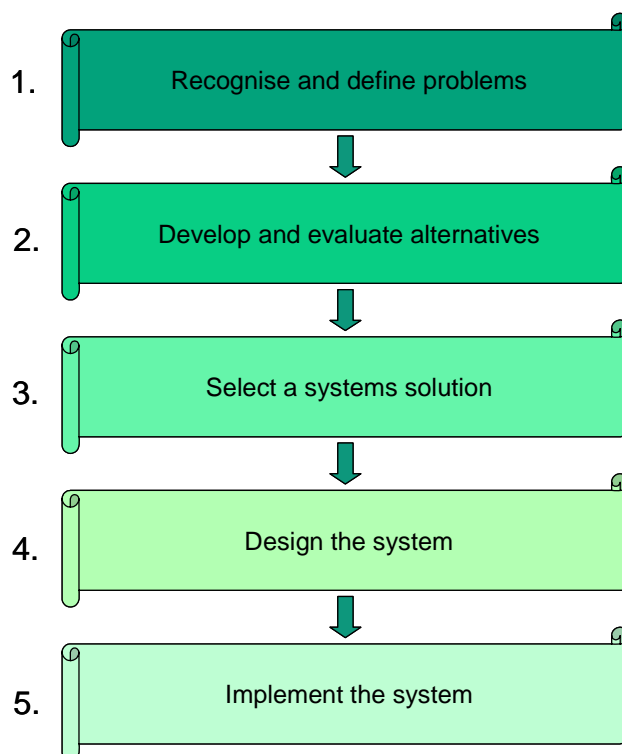 1. Recognise and define problems
2. Develop and evaluate alternatives
3. Select a systems solution
4. Design the system
5. Implement the system